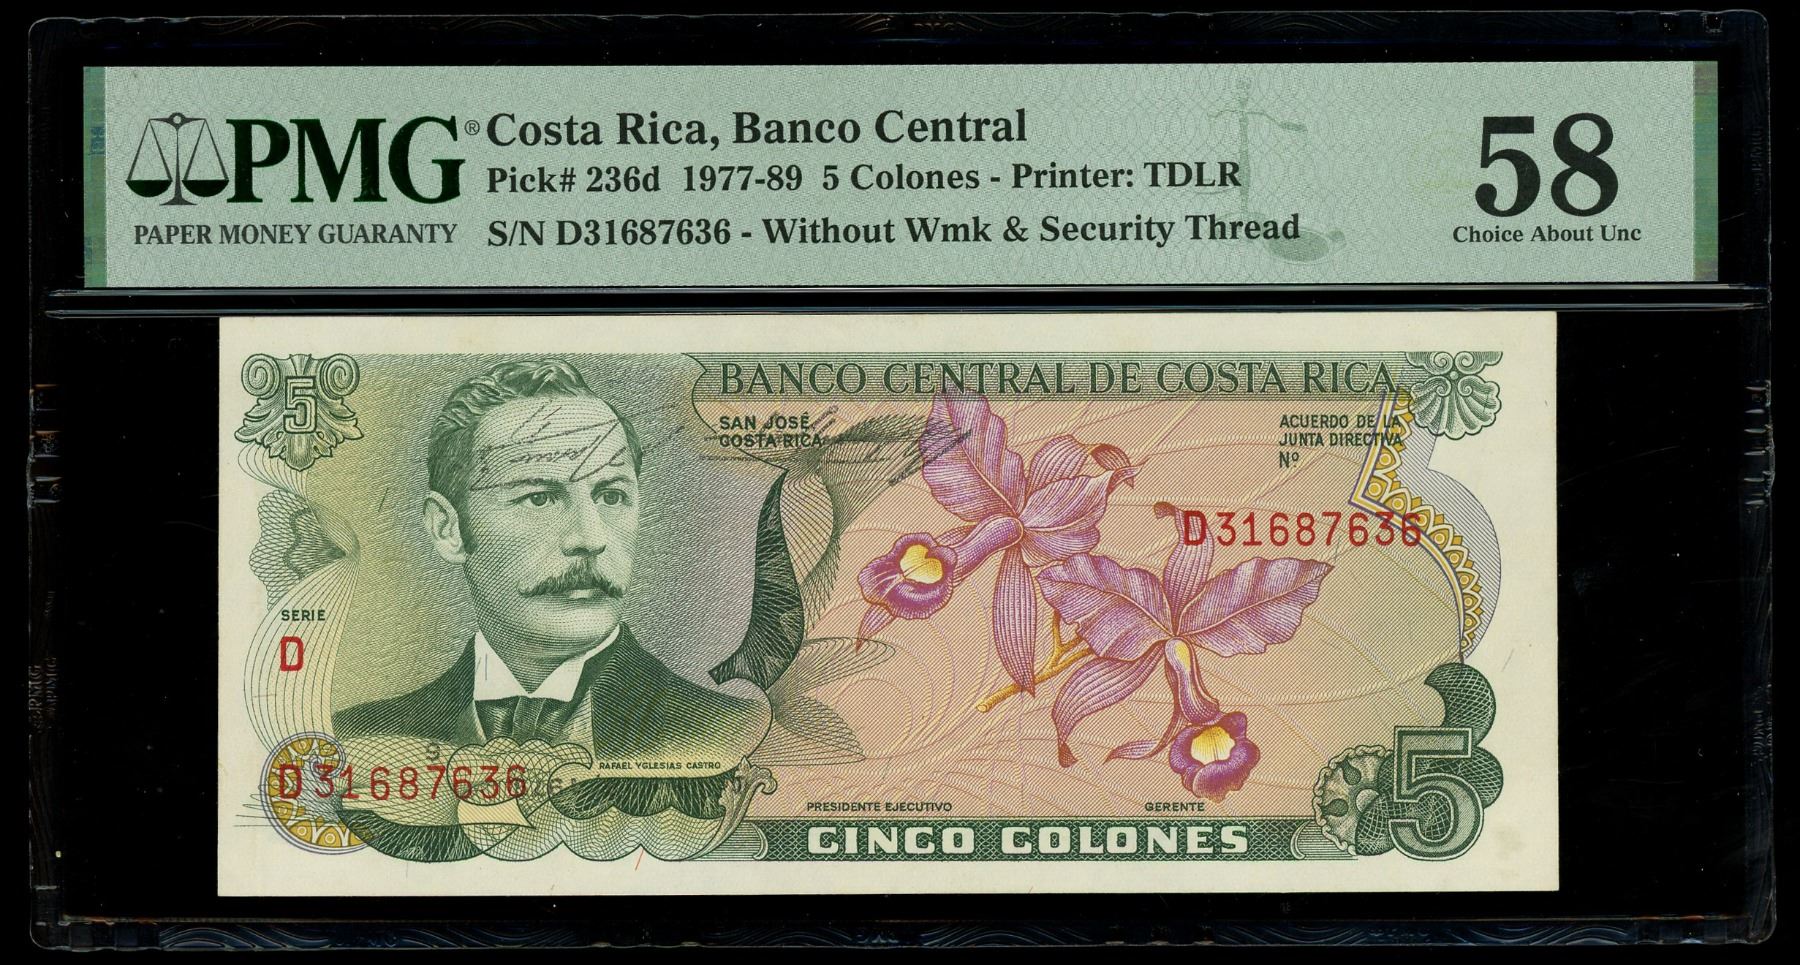 PMG®
PAPER MONEY GUARANTY
Costa Rica, Banco Central
Pick# 236d 1977-89 5 Colones - Printer: TDLR
S/N D31687636 - Without Wmk & Security Thread
58
Choice About Unc
5
BANCO CENTRAL DE COSTA RICA
SAN JOSÉ,
COSTA RICA
ACUERDO DE LA
JUNTA DIRECTIVA
Nº
D31687636
SERIE
D
RAFAEL YGLESIAS CASTRO
D31687636
PRESIDENTE EJECUTIVO
GERENTE
CINCO COLONES
5